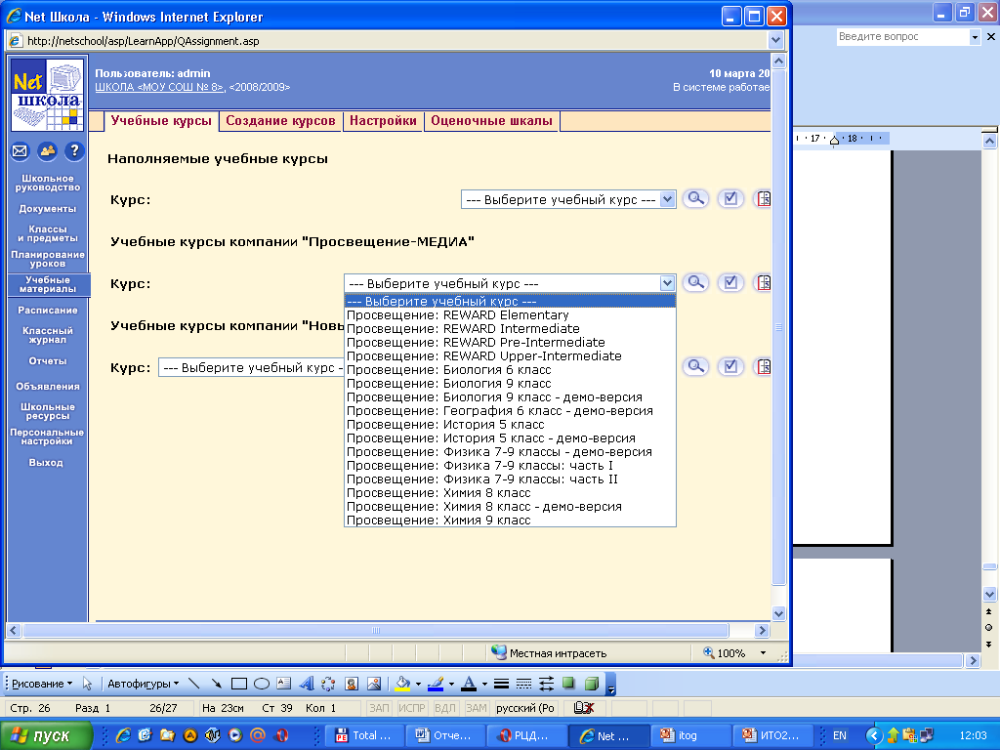 Net Школа - Windows Internet Explorer
http://netschool/asp/LearnApp/QAssignment.asp
Введите вопрос
Net
школа
Пользователь: admin
10 марта 20
ШКОЛА <МОУ СОШ № 8>, <2008/2009>
В системе работае
Учебные курсы
Создание курсов
Настройки
Оценочные шкалы
17 18
Школьное
руководство
Документы
Классы
и предметы
Планирование
уроков
Учебные
материалы
Расписание
Классный
журнал
Отчеты
Объявления
Школьные
ресурсы
Персональные
настройки
Выход
Наполняемые учебные курсы
Курс: --- Выберите учебный курс ---
Учебные курсы компании "Просвещение-МЕДИА"
Курс: --- Выберите учебный курс ---
--- Выберите учебный курс ---
Просвещение: REWARD Elementary
Просвещение: REWARD Intermediate
Просвещение: REWARD Pre-Intermediate
Просвещение: REWARD Upper-Intermediate
Просвещение: Биология 6 класс
Просвещение: Биология 9 класс
Просвещение: Биология 9 класс - демо-версия
Просвещение: География 6 класс - демо-версия
Просвещение: История 5 класс
Просвещение: История 5 класс - демо-версия
Просвещение: Физика 7-9 классы - демо-версия
Просвещение: Физика 7-9 классы: часть I
Просвещение: Физика 7-9 классы: часть II
Просвещение: Химия 8 класс
Просвещение: Химия 8 класс - демо-версия
Просвещение: Химия 9 класс
Учебные курсы компании "Новы
Курс: --- Выберите учебный курс -
Местная интрасеть
100%
Рисование Автофигуры
Стр. 26 Разд 1 26/27 На 23см Ст 39 Кол 1 ЗАП ИСПР ВДЛ ЗАМ русский (Ро
пуск
Total ...
Отче...
РЦД...
Net ...
itog
ИТО2...
EN
12:03